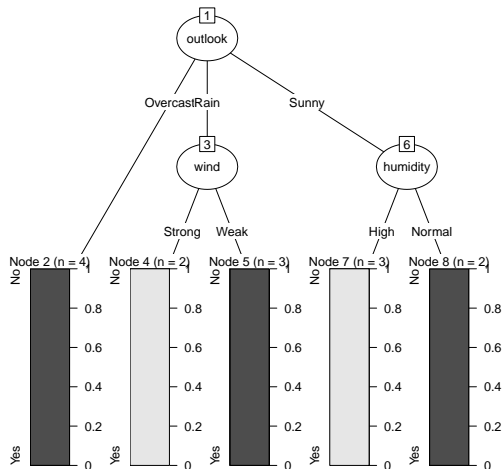 1
outlook
Overcast Rain Sunny
3 6
wind humidity
Strong Weak High Normal
Node 2 (n = 4) Node 4 (n = 2) Node 5 (n = 3) Node 7 (n = 3) Node 8 (n = 2)
No 1 No 1 No 1 No 1 No 1
0.8 0.8 0.8 0.8 0.8
0.6 0.6 0.6 0.6 0.6
0.4 0.4 0.4 0.4 0.4
0.2 0.2 0.2 0.2 0.2
Yes 0 Yes 0 Yes 0 Yes 0 Yes 0